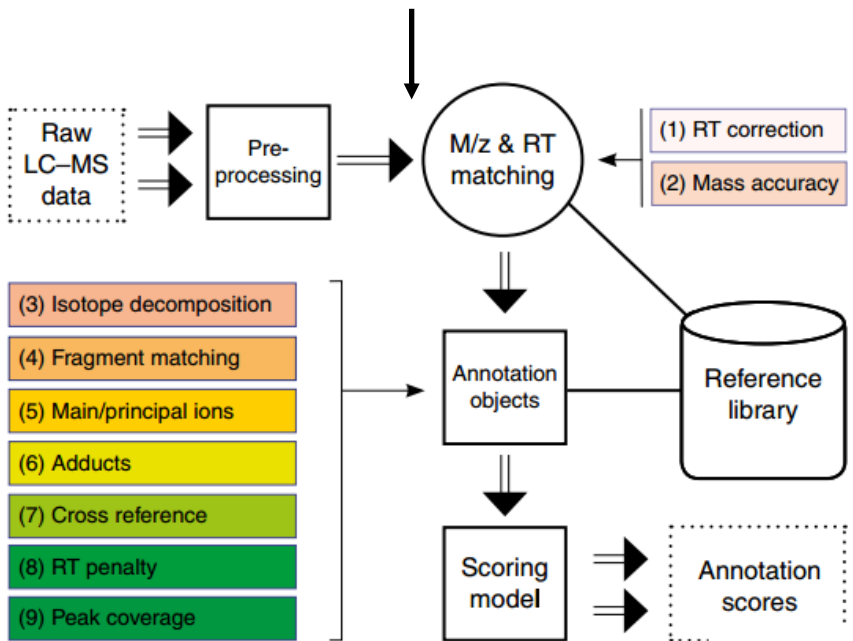 Raw
LC–MS
data
Pre-
processing
M/z & RT
matching
(1) RT correction
(2) Mass accuracy
(3) Isotope decomposition
(4) Fragment matching
(5) Main/principal ions
(6) Adducts
(7) Cross reference
(8) RT penalty
(9) Peak coverage
Annotation
objects
Reference
library
Scoring
model
Annotation
scores